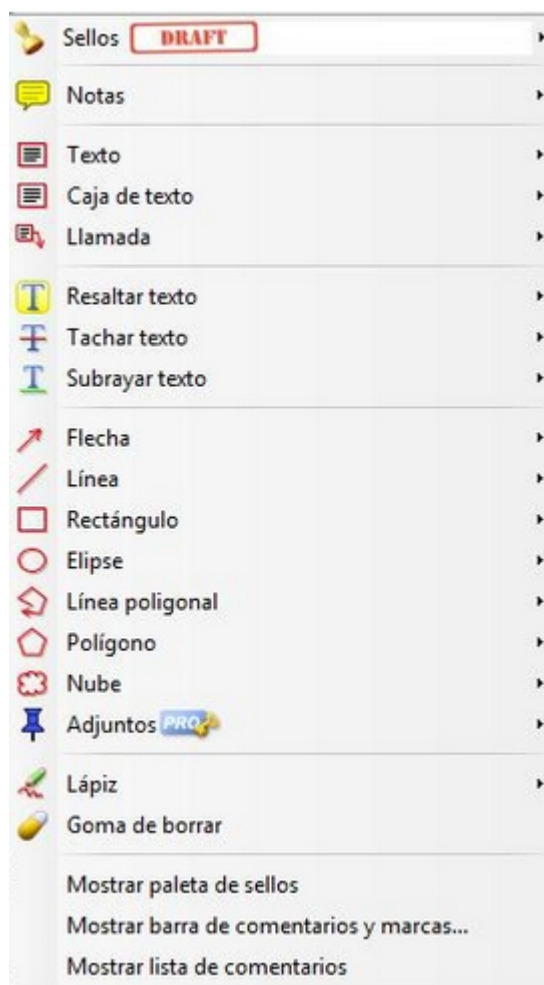 Sellos DRAFT
Notas
Texto
Caja de texto
Llamada
T Resaltar texto
T Tachar texto
T Subrayar texto
Flecha
Línea
Rectángulo
Elipse
Línea poligonal
Polígono
Nube
Adjuntos PRO
Lápiz
Goma de borrar
Mostrar paleta de sellos
Mostrar barra de comentarios y marcas...
Mostrar lista de comentarios